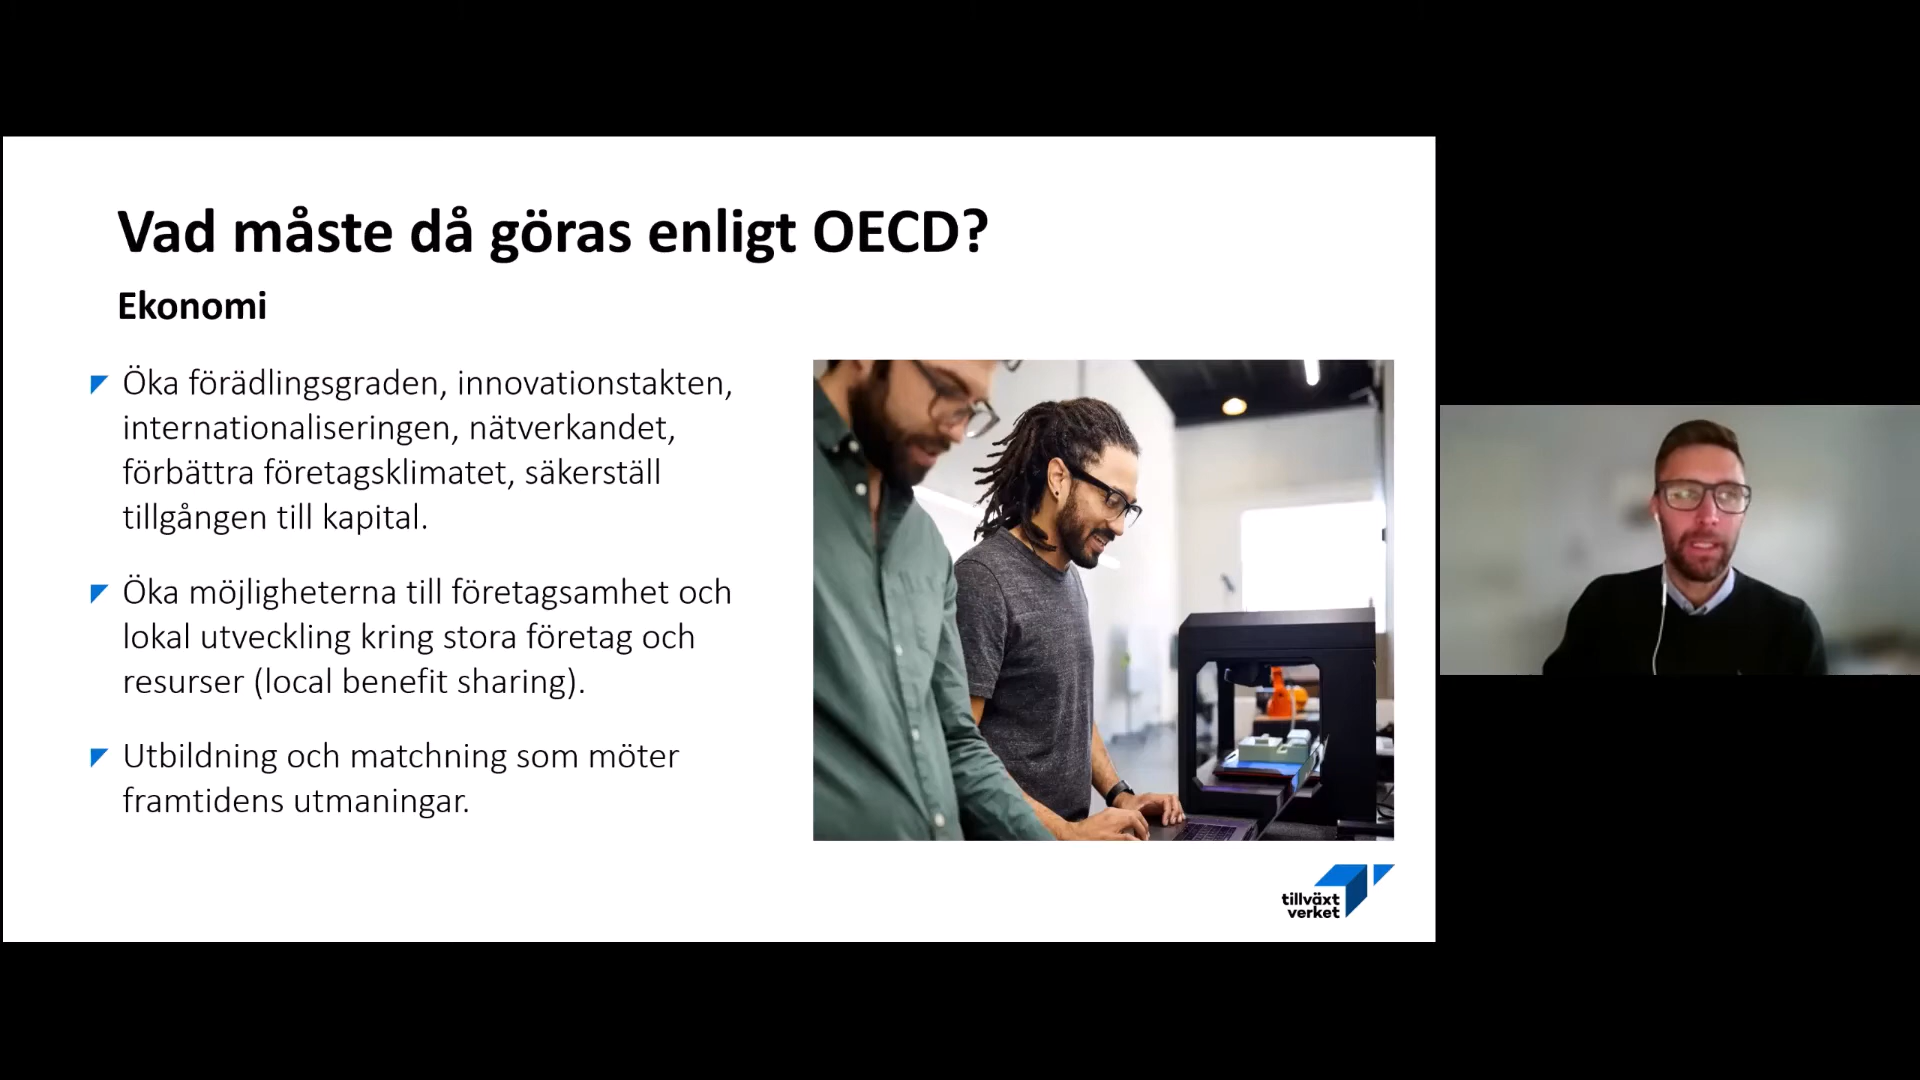 Vad måste då göras enligt OECD?
Ekonomi
Öka förädlingsgraden, innovationstakten,
internationaliseringen, nätverkandet,
förbättra företagsklimatet, säkerställ
tillgången till kapital.
Öka möjligheterna till företagsamhet och
lokal utveckling kring stora företag och
resurser (local benefit sharing).
Utbildning och matchning som möter
framtidens utmaningar.
tillväxt
verket